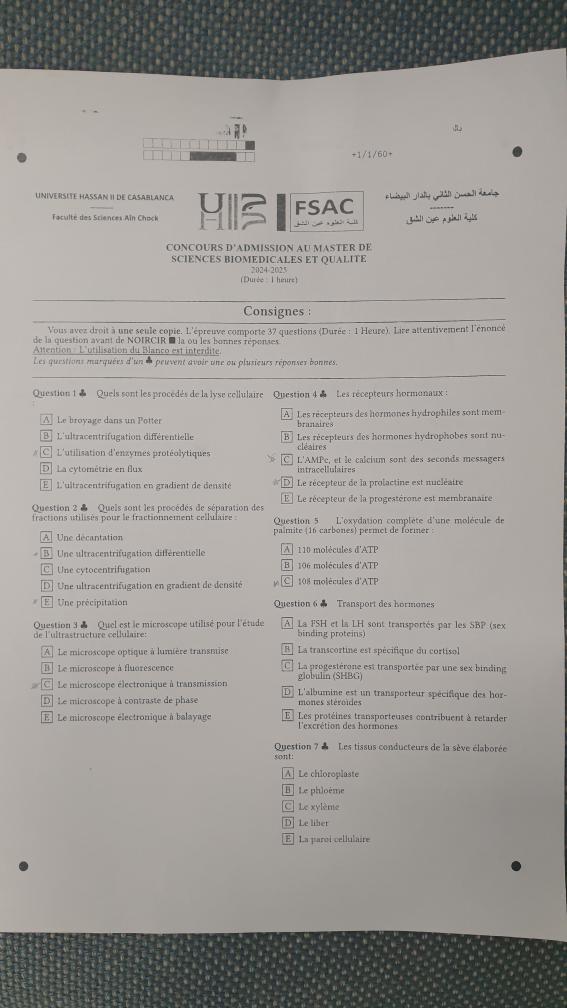 +1/1/60+
UNIVERSITE HASSAN II DE CASABLANCA
Faculté des Sciences Aïn Chock
FSAC
كلية العلوم عين الشق
جامعة الحسن الثاني بالدار البيضاء
كلية العلوم عين الشق
CONCOURS D'ADMISSION AU MASTER DE
SCIENCES BIOMEDICALES ET QUALITE
2024-2025
(Durée : 1 heure)
Consignes :
Vous avez droit à une seule copie. L'épreuve comporte 37 questions (Durée : 1 Heure). Lire attentivement l'énoncé
de la question avant de NOIRCIR ■ la ou les bonnes réponses.
Attention : L'utilisation du Blanco est interdite.
Les questions marquées d'un ♣ peuvent avoir une ou plusieurs réponses bonnes.
Question 1 ♣ Quels sont les procédés de la lyse cellulaire
:
A Le broyage dans un Potter
B L'ultracentrifugation différentielle
C L'utilisation d'enzymes protéolytiques
D La cytométrie en flux
E L'ultracentrifugation en gradient de densité
Question 2 ♣ Quels sont les procédés de séparation des
fractions utilisés pour le fractionnement cellulaire :
A Une décantation
B Une ultracentrifugation différentielle
C Une cytocentrifugation
D Une ultracentrifugation en gradient de densité
E Une précipitation
Question 3 ♣ Quel est le microscope utilisé pour l'étude
de l'ultrastructure cellulaire:
A Le microscope optique à lumière transmise
B Le microscope à fluorescence
C Le microscope électronique à transmission
D Le microscope à contraste de phase
E Le microscope électronique à balayage
Question 4 ♣ Les récepteurs hormonaux :
A Les récepteurs des hormones hydrophiles sont mem-
branaires
B Les récepteurs des hormones hydrophobes sont nu-
cléaires
C L'AMPc, et le calcium sont des seconds messagers
intracellulaires
D Le récepteur de la prolactine est nucléaire
E Le récepteur de la progestérone est membranaire
Question 5 L'oxydation complète d'une molécule de
palmite (16 carbones) permet de former :
A 110 molécules d'ATP
B 106 molécules d'ATP
C 108 molécules d'ATP
Question 6 ♣ Transport des hormones
A La FSH et la LH sont transportés par les SBP (sex
binding proteins)
B La transcortine est spécifique du cortisol
C La progestérone est transportée par une sex binding
globulin (SHBG)
D L'albumine est un transporteur spécifique des hor-
mones stéroïdes
E Les protéines transporteuses contribuent à retarder
l'excrétion des hormones
Question 7 ♣ Les tissus conducteurs de la sève élaborée
sont:
A Le chloroplaste
B Le phloème
C Le xylème
D Le liber
E La paroi cellulaire